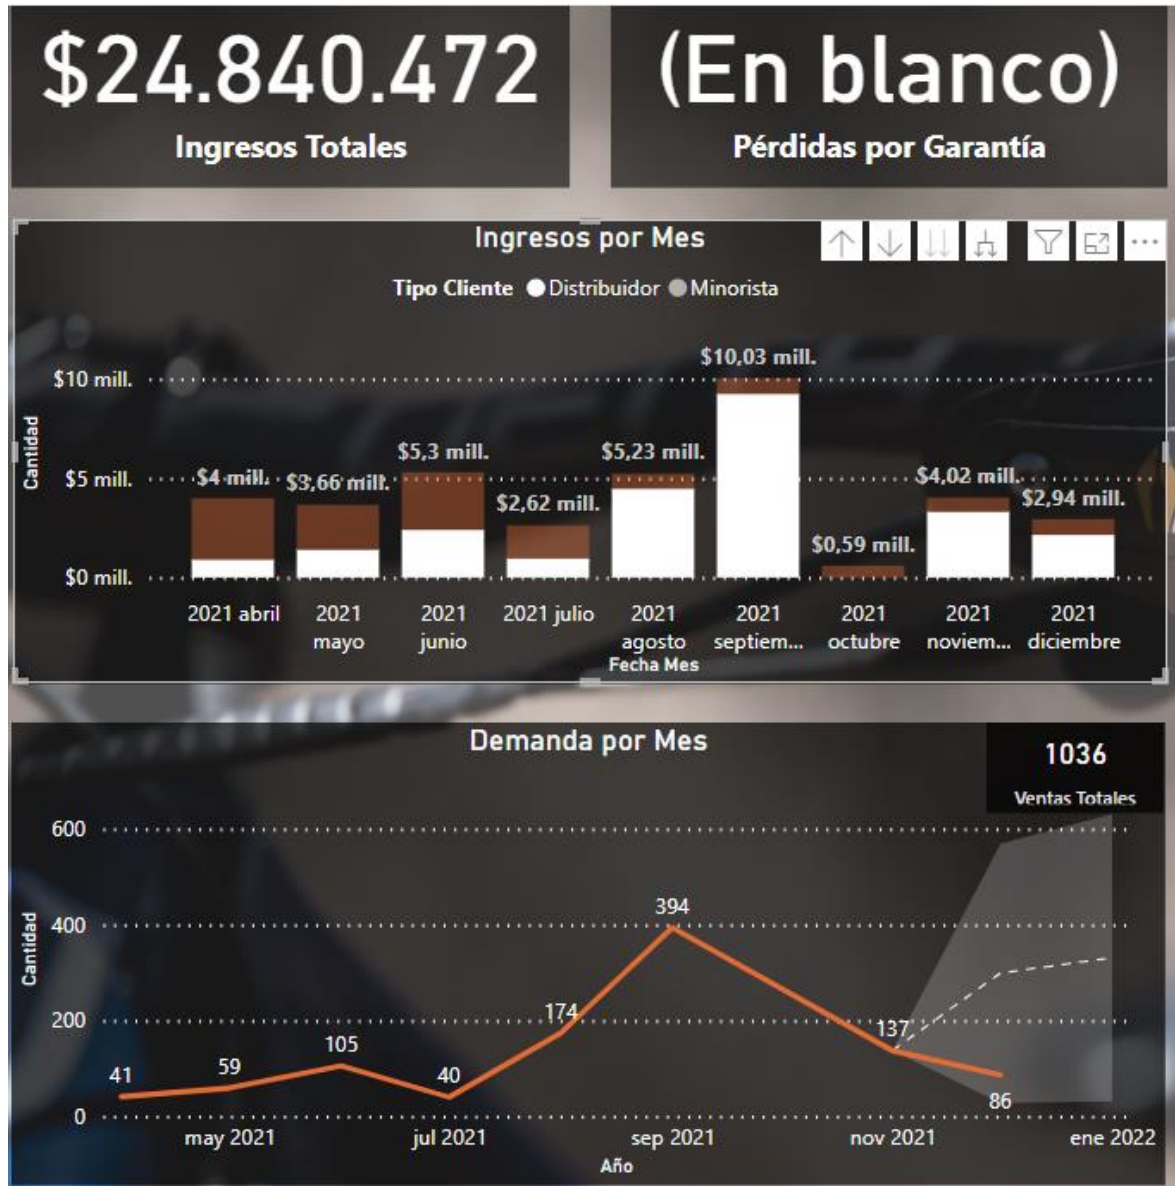 $24.840.472
Ingresos Totales
(En blanco)
Pérdidas por Garantía
Ingresos por Mes
Tipo Cliente Distribuidor Minorista
Cantidad
$10 mill.
$5 mill.
$0 mill.
$4 mill.
$3,66 mill.
$5,3 mill.
$2,62 mill.
$5,23 mill.
$10,03 mill.
$0,59 mill.
$4,02 mill.
$2,94 mill.
2021 abril
2021
mayo
2021
junio
2021 julio
2021
agosto
2021
septiem...
2021
octubre
2021
noviem...
2021
diciembre
Fecha Mes
Demanda por Mes
1036
Ventas Totales
Cantidad
600
400
200
0
41
59
105
40
174
394
137
86
may 2021
jul 2021
sep 2021
nov 2021
ene 2022
Año